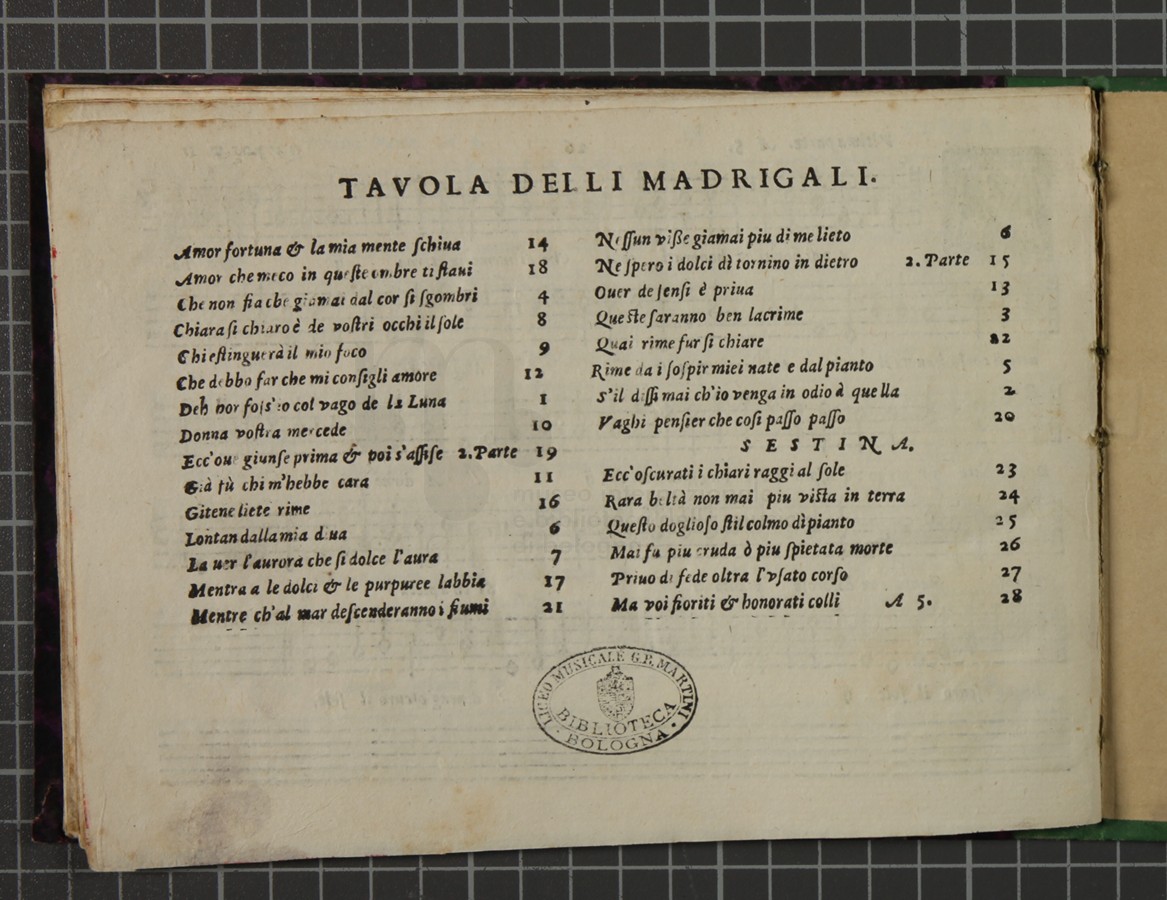 TAVOLA DELLI MADRIGALI.
Amor fortuna & la mia mente ſchiua 14
Amor che meco in queſte ombre ti ſtaui 18
Che non fia che giamai dal cor ſi ſgombri 4
Chiara ſi chiaro è de voſtri occhi il ſole 8
Chi eſtinguerà il mio foco 9
Che debbo far che mi conſigli amore 12
Deh hor foſs'io col vago de la Luna 1
Donna voſtra mercede 10
Ecc'oue giunſe prima & poi s'aſſiſe 2. Parte 19
Già fù chi m'hebbe cara 11
Gitene liete rime 16
Lontan dalla mia diua 6
La ver l'aurora che ſi dolce l'aura 7
Mentra a le dolci & le purpuree labbia 17
Mentre ch'al mar deſcenderanno i fiumi 21
Neſſun viße giamai piu di me lieto 6
Ne ſpero i dolci dì tornino in dietro 2. Parte 15
Ouer de ſenſi è priua 13
Queſte ſaranno ben lacrime 3
Quai rime fur ſi chiare 22
Rime da i ſoſpir miei nate e dal pianto 5
S'il diſſi mai ch'io venga in odio à quella 2
Vaghi penſier che coſi paſſo paſſo 20
SESTINA.
Ecc'oſcurati i chiari raggi al ſole 23
Rara beltà non mai piu viſta in terra 24
Queſto doglioſo ſtil colmo dì pianto 25
Mai fu piu cruda ò piu ſpietata morte 26
Priuo di fede oltra l'vſato corſo 27
Ma voi fioriti & honorati colli A 5. 28
LICEO MUSICALE G.B. MARTINI
BIBLIOTECA
BOLOGNA